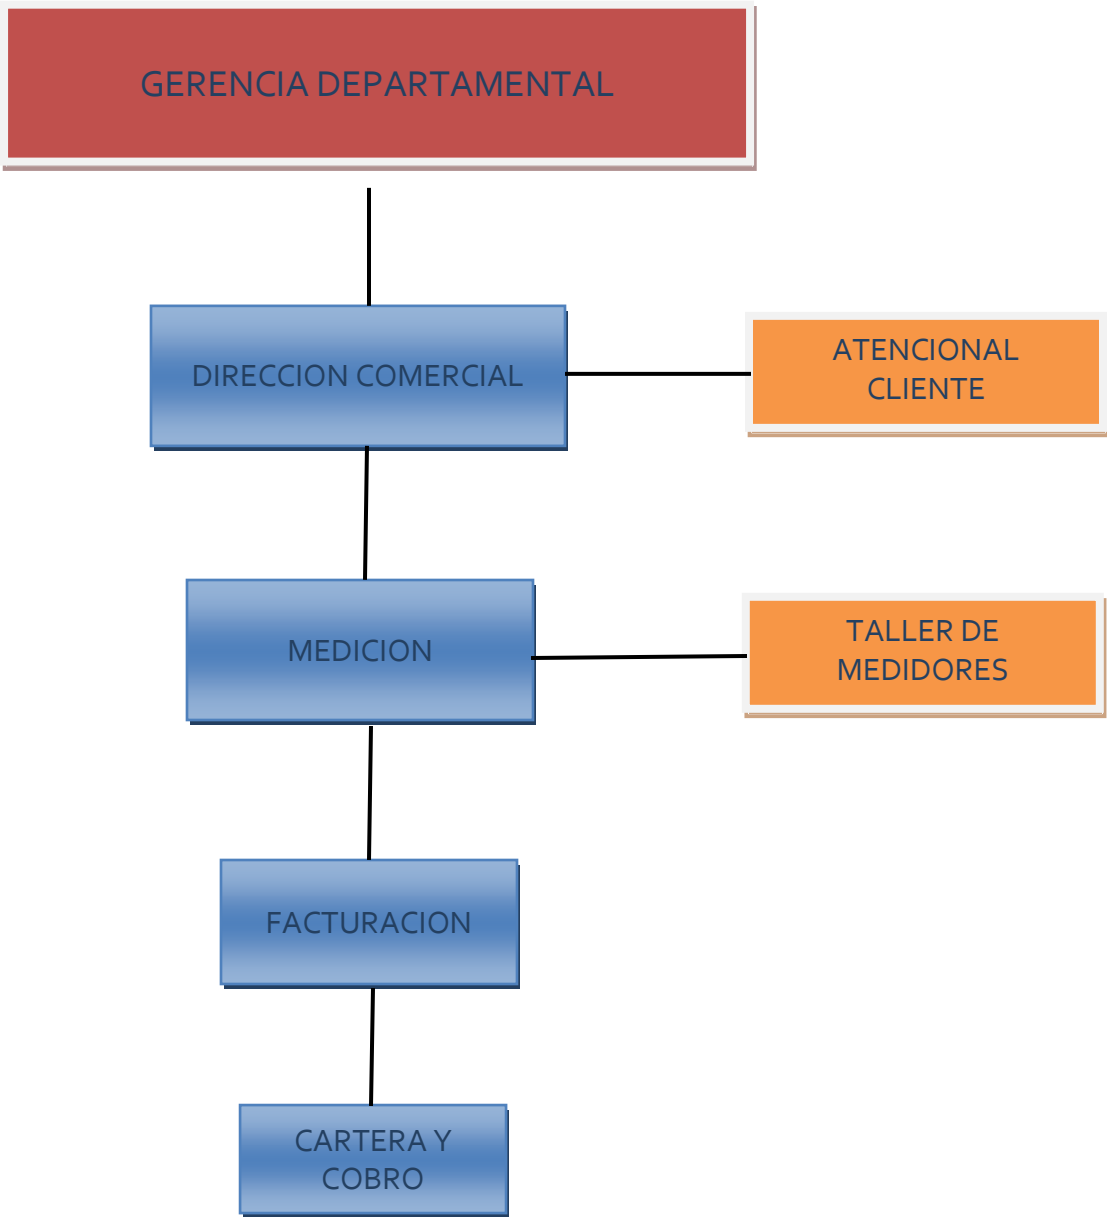 GERENCIA DEPARTAMENTAL
DIRECCION COMERCIAL
ATENCIONAL
CLIENTE
MEDICION
TALLER DE
MEDIDORES
FACTURACION
CARTERA Y
COBRO